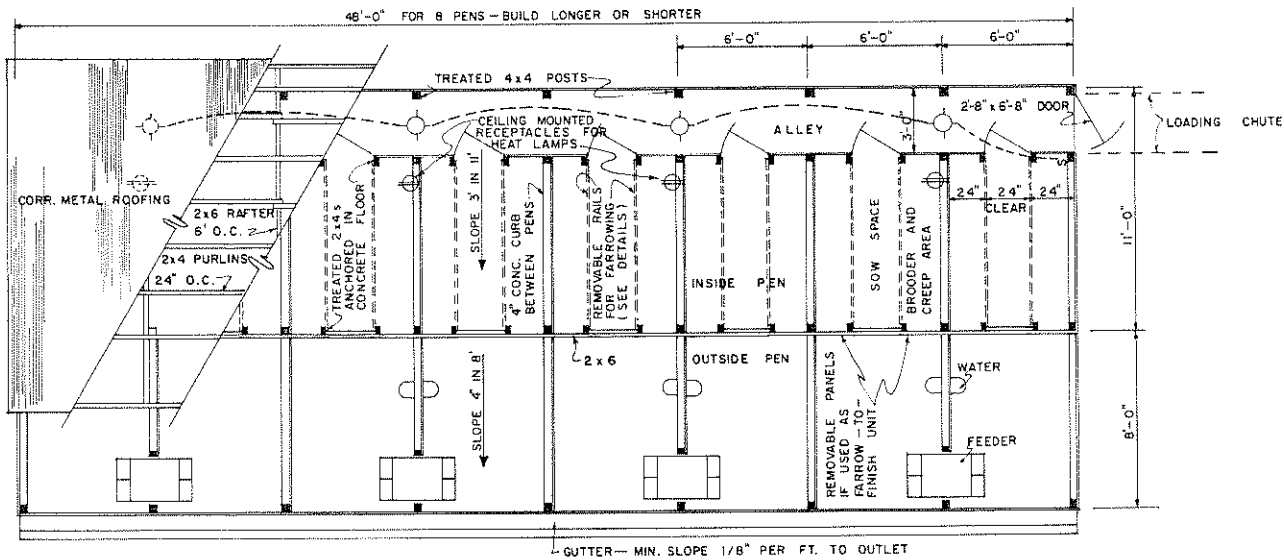 48'-0" FOR 8 PENS – BUILD LONGER OR SHORTER
6'-0"
6'-0"
6'-0"
TREATED 4x4 POSTS
2'-8" x 6'-8" DOOR
LOADING CHUTE
CEILING MOUNTED
RECEPTACLES FOR
HEAT LAMPS
ALLEY
3'-0"
S
CORR. METAL ROOFING
2x6 RAFTER
6' O.C.
2x4 PURLINS
24" O.C.
TREATED 2x4s
ANCHORED IN
CONCRETE FLOOR
SLOPE 3' IN 11'
4" CONC. CURB
BETWEEN PENS
REMOVABLE RAILS
FOR FARROWING
(SEE DETAILS)
INSIDE PEN
SOW SPACE
BROODER AND
CREEP AREA
24"
24"
24"
CLEAR
11'-0"
2 x 6
OUTSIDE PEN
SLOPE 4" IN 8'
REMOVABLE PANELS
IF USED AS
FARROW–TO–
FINISH UNIT
WATER
FEEDER
8'-0"
GUTTER – MIN. SLOPE 1/8" PER FT. TO OUTLET